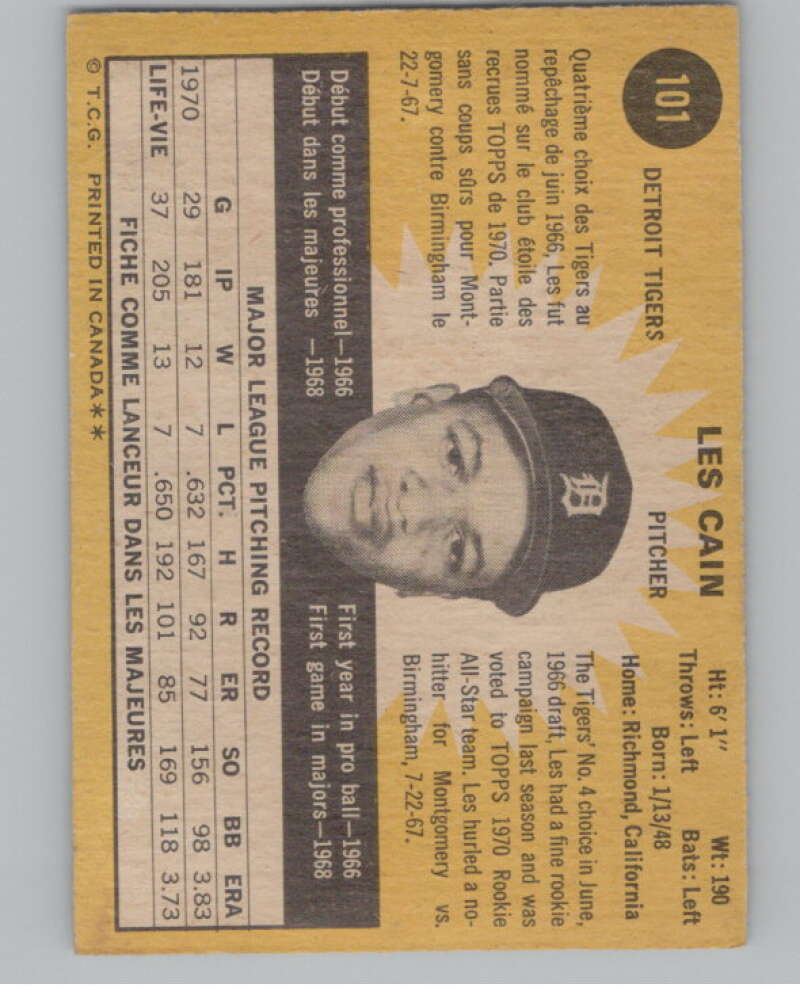 101
LES CAIN
DETROIT TIGERS
PITCHER
Ht: 6'1" Wt: 190
Throws: Left Bats: Left
Born: 1/13/48
Home: Richmond, California
Quatrième choix des Tigers au
repêchage de juin 1966, Les fut
nommé sur le club étoile des
recrues TOPPS de 1970. Partie
sans coups sûrs pour Mont-
gomery contre Birmingham le
22-7-67.
The Tigers' No. 4 choice in June,
1966 draft, Les had a fine rookie
campaign last season and was
voted to TOPPS 1970 Rookie
All-Star team. Les hurled a no-
hitter for Montgomery vs.
Birmingham, 7-22-67.
D
Début comme professionnel—1966
Début dans les majeures —1968
First year in pro ball—1966
First game in majors—1968
MAJOR LEAGUE PITCHING RECORD
G IP W L PCT. H R ER SO BB ERA
1970 29 181 12 7 .632 167 92 77 156 98 3.83
LIFE-VIE 37 205 13 7 .650 192 101 85 169 118 3.73
FICHE COMME LANCEUR DANS LES MAJEURES
© T.C.G. PRINTED IN CANADA**